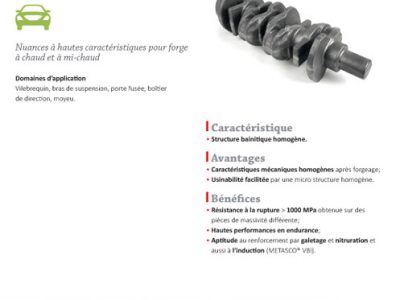 Nuances à hautes caractéristiques pour forge
à chaud et à mi-chaud
Domaines d'application
Vilebrequin, bras de suspension, porte fusée, boîtier
de direction, moyeu.
Caractéristique
• Structure bainitique homogène.
Avantages
• Caractéristiques mécaniques homogènes après forgeage;
• Usinabilité facilitée par une micro structure homogène.
Bénéfices
• Résistance à la rupture > 1000 MPa obtenue sur des
pièces de massivité différente;
• Hautes performances en endurance;
• Aptitude au renforcement par galetage et nitruration et
aussi à l'induction (METASCO® VB).